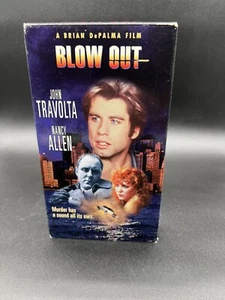 A BRIAN DePALMA FILM
BLOW OUT
JOHN
TRAVOLTA
NANCY
ALLEN
Murder has
a sound all its own.